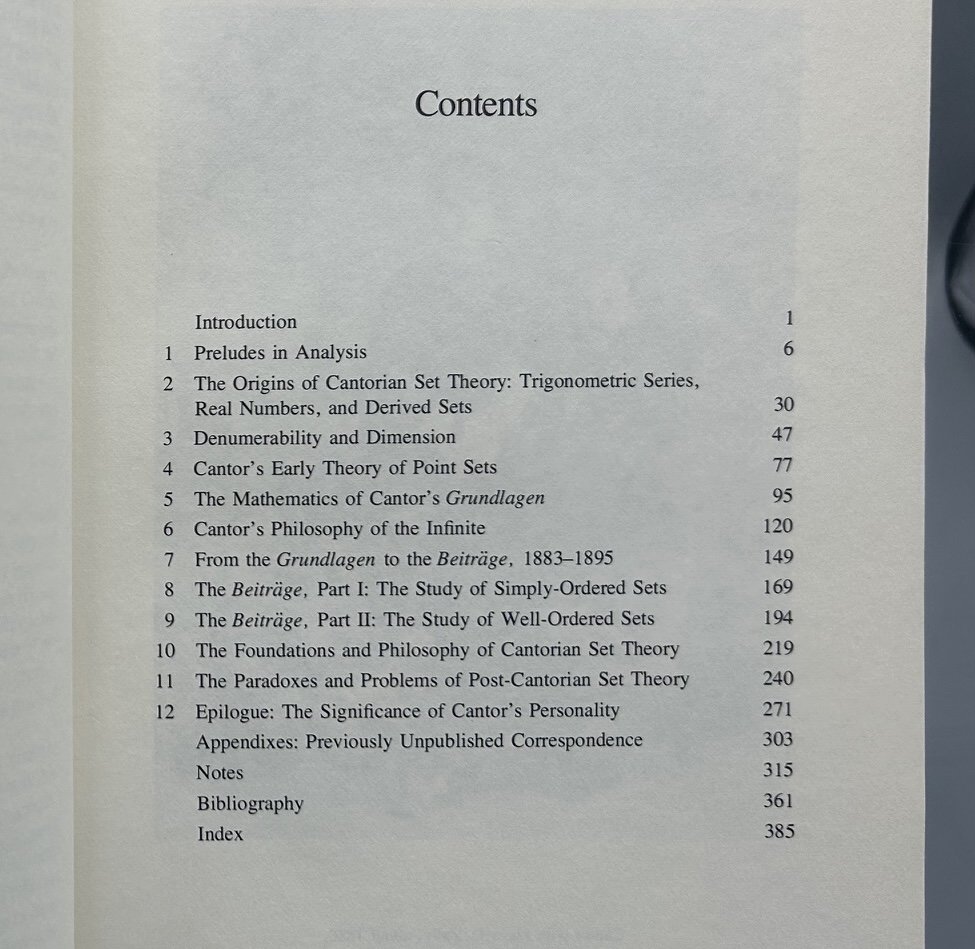 Contents
Introduction 1
1 Preludes in Analysis 6
2 The Origins of Cantorian Set Theory: Trigonometric Series,
Real Numbers, and Derived Sets 30
3 Denumerability and Dimension 47
4 Cantor's Early Theory of Point Sets 77
5 The Mathematics of Cantor's Grundlagen 95
6 Cantor's Philosophy of the Infinite 120
7 From the Grundlagen to the Beiträge, 1883–1895 149
8 The Beiträge, Part I: The Study of Simply-Ordered Sets 169
9 The Beiträge, Part II: The Study of Well-Ordered Sets 194
10 The Foundations and Philosophy of Cantorian Set Theory 219
11 The Paradoxes and Problems of Post-Cantorian Set Theory 240
12 Epilogue: The Significance of Cantor's Personality 271
Appendixes: Previously Unpublished Correspondence 303
Notes 315
Bibliography 361
Index 385